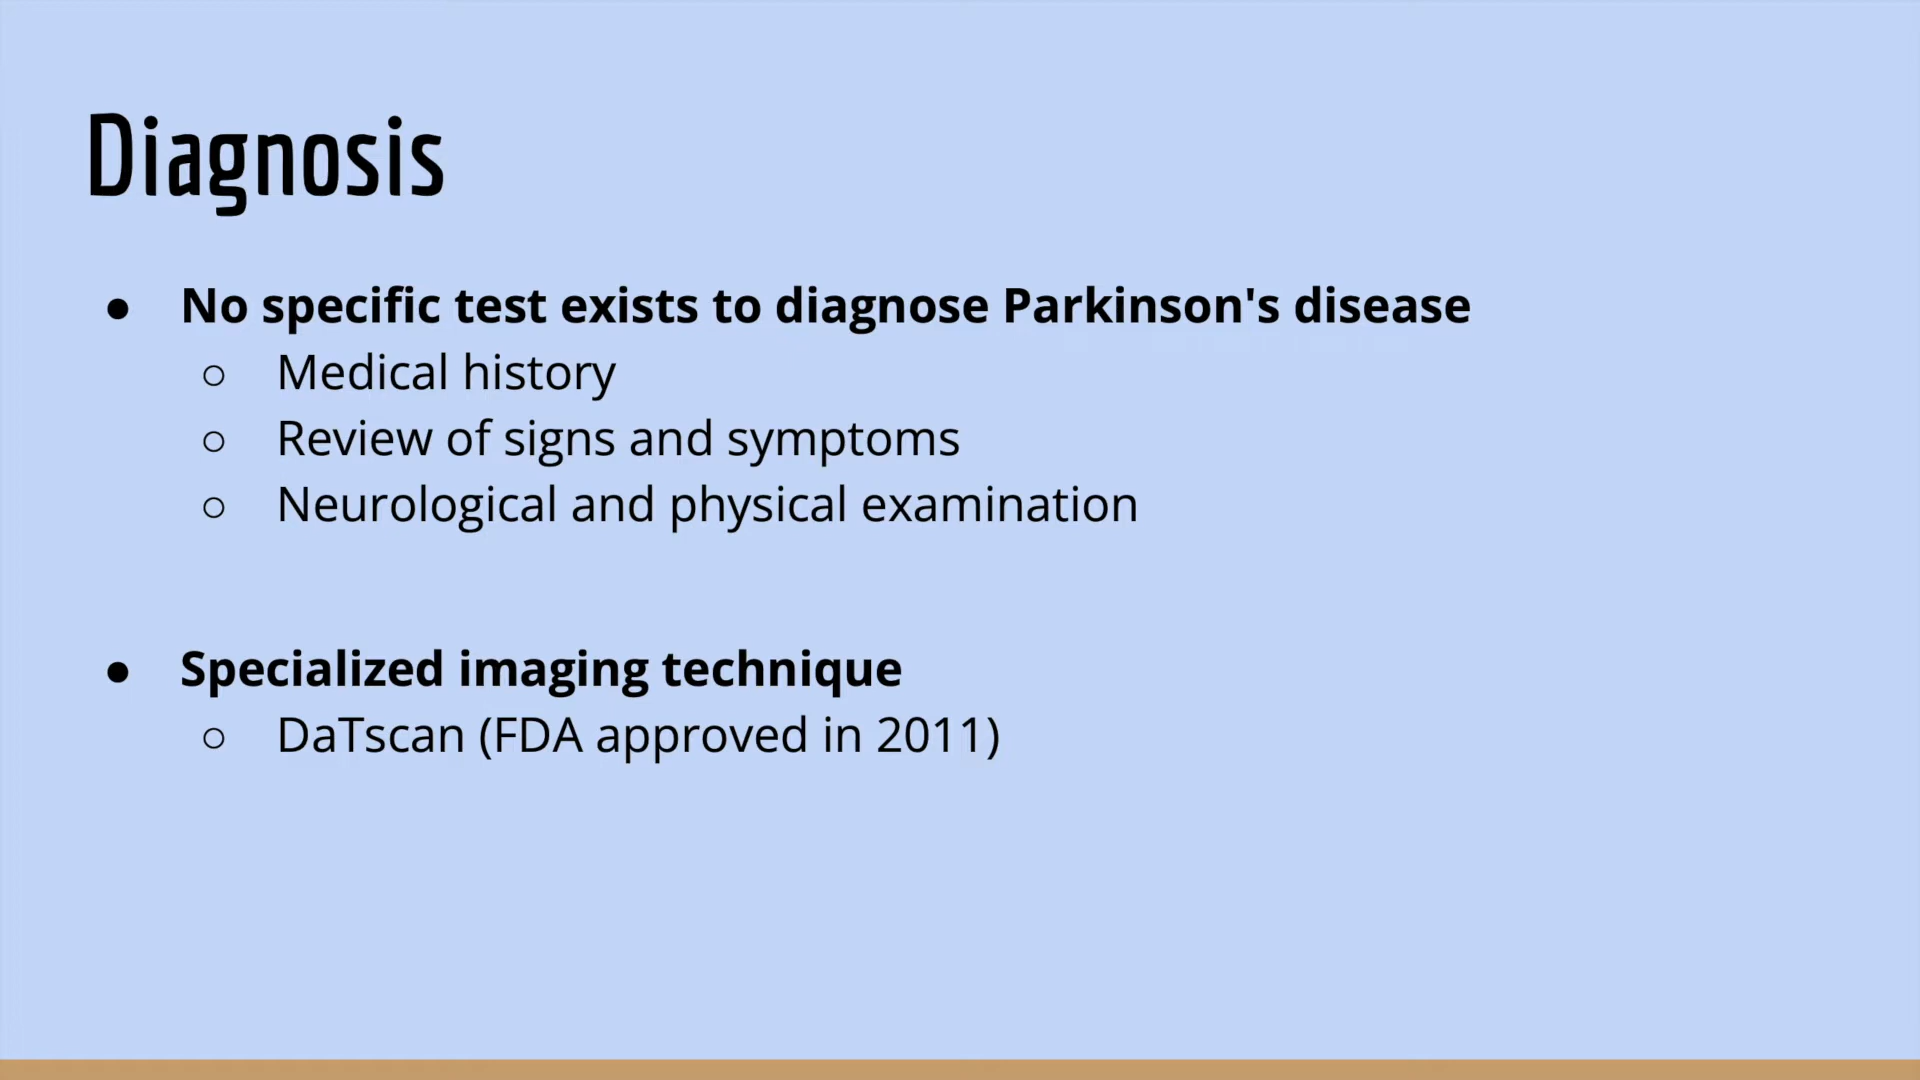 Diagnosis
● No specific test exists to diagnose Parkinson's disease
○ Medical history
○ Review of signs and symptoms
○ Neurological and physical examination
● Specialized imaging technique
○ DaTscan (FDA approved in 2011)